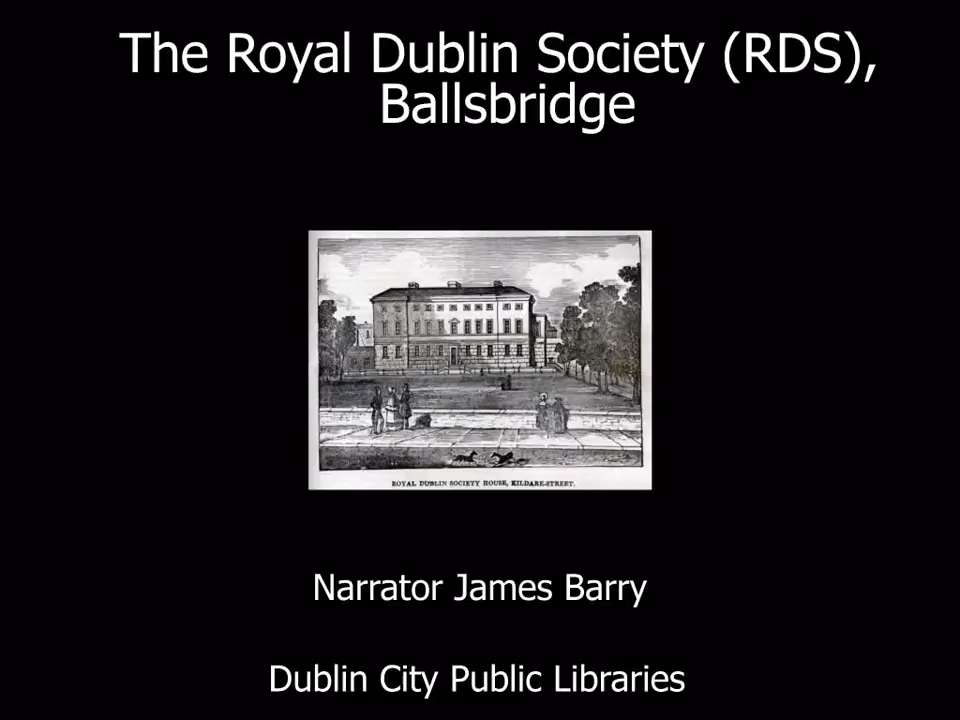 The Royal Dublin Society (RDS),
Ballsbridge
ROYAL DUBLIN SOCIETY HOUSE, KILDARE-STREET.
Narrator James Barry
Dublin City Public Libraries